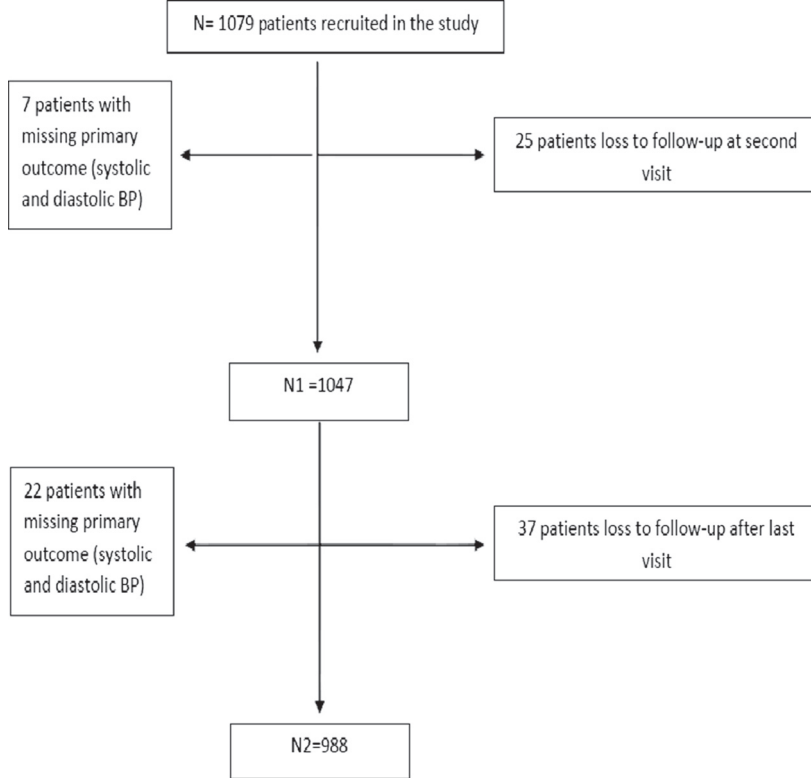 N= 1079 patients recruited in the study
7 patients with
missing primary
outcome (systolic
and diastolic BP)
25 patients loss to follow-up at second
visit
N1 =1047
22 patients with
missing primary
outcome (systolic
and diastolic BP)
37 patients loss to follow-up after last
visit
N2=988